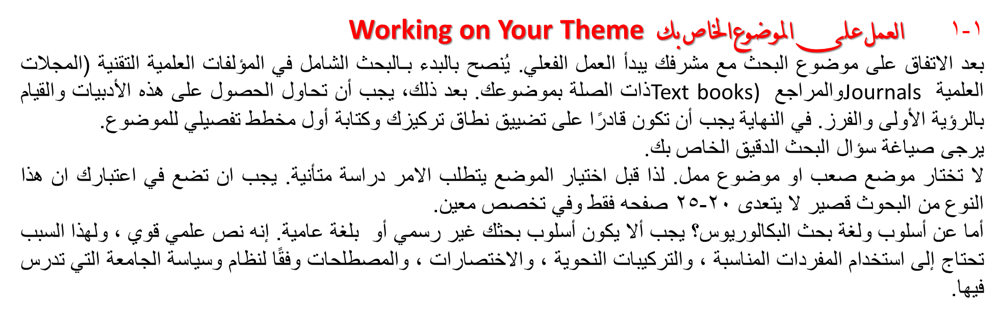 ١-١ العمل على الموضوع الخاص بك Working on Your Theme
بعد الاتفاق على موضوع البحث مع مشرفك يبدأ العمل الفعلي. يُنصح بالبدء بـالبحث الشامل في المؤلفات العلمية التقنية (المجلات
العلمية Journalsوالمراجع (Text booksذات الصلة بموضوعك. بعد ذلك، يجب أن تحاول الحصول على هذه الأدبيات والقيام
بالرؤية الأولى والفرز. في النهاية يجب أن تكون قادرًا على تضييق نطاق تركيزك وكتابة أول مخطط تفصيلي للموضوع.
يرجى صياغة سؤال البحث الدقيق الخاص بك.
لا تختار موضع صعب او موضوع ممل. لذا قبل اختيار الموضع يتطلب الامر دراسة متأنية. يجب ان تضع في اعتبارك ان هذا
النوع من البحوث قصير لا يتعدى ٢٠-٢٥ صفحه فقط وفي تخصص معين.
أما عن أسلوب ولغة بحث البكالوريوس؟ يجب ألا يكون أسلوب بحثك غير رسمي أو بلغة عامية. إنه نص علمي قوي ، ولهذا السبب
تحتاج إلى استخدام المفردات المناسبة ، والتركيبات النحوية ، والاختصارات ، والمصطلحات وفقًا لنظام وسياسة الجامعة التي تدرس
فيها.